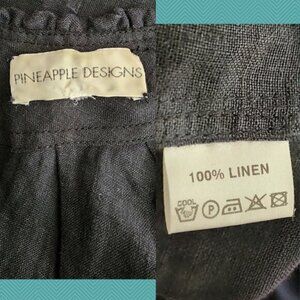 PINEAPPLE DESIGNS
100% LINEN
COOL
P